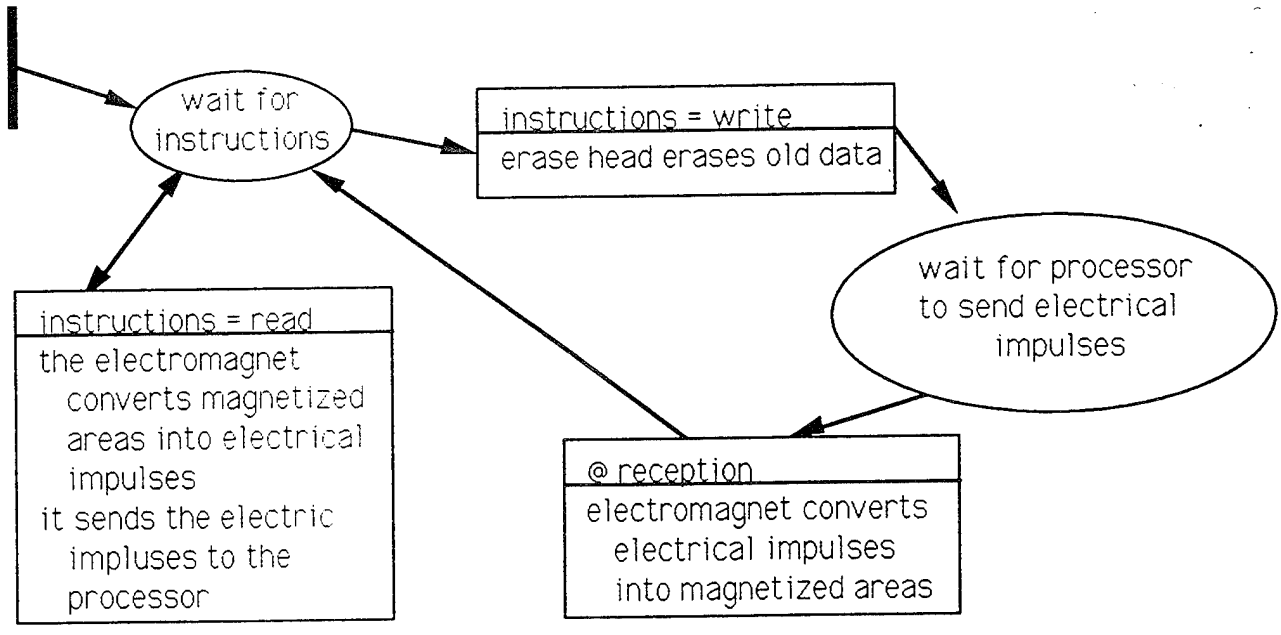 wait for
instructions
instructions = write
erase head erases old data
wait for processor
to send electrical
impulses
instructions = read
the electromagnet
converts magnetized
areas into electrical
impulses
it sends the electric
impluses to the
processor
@ reception
electromagnet converts
electrical impulses
into magnetized areas